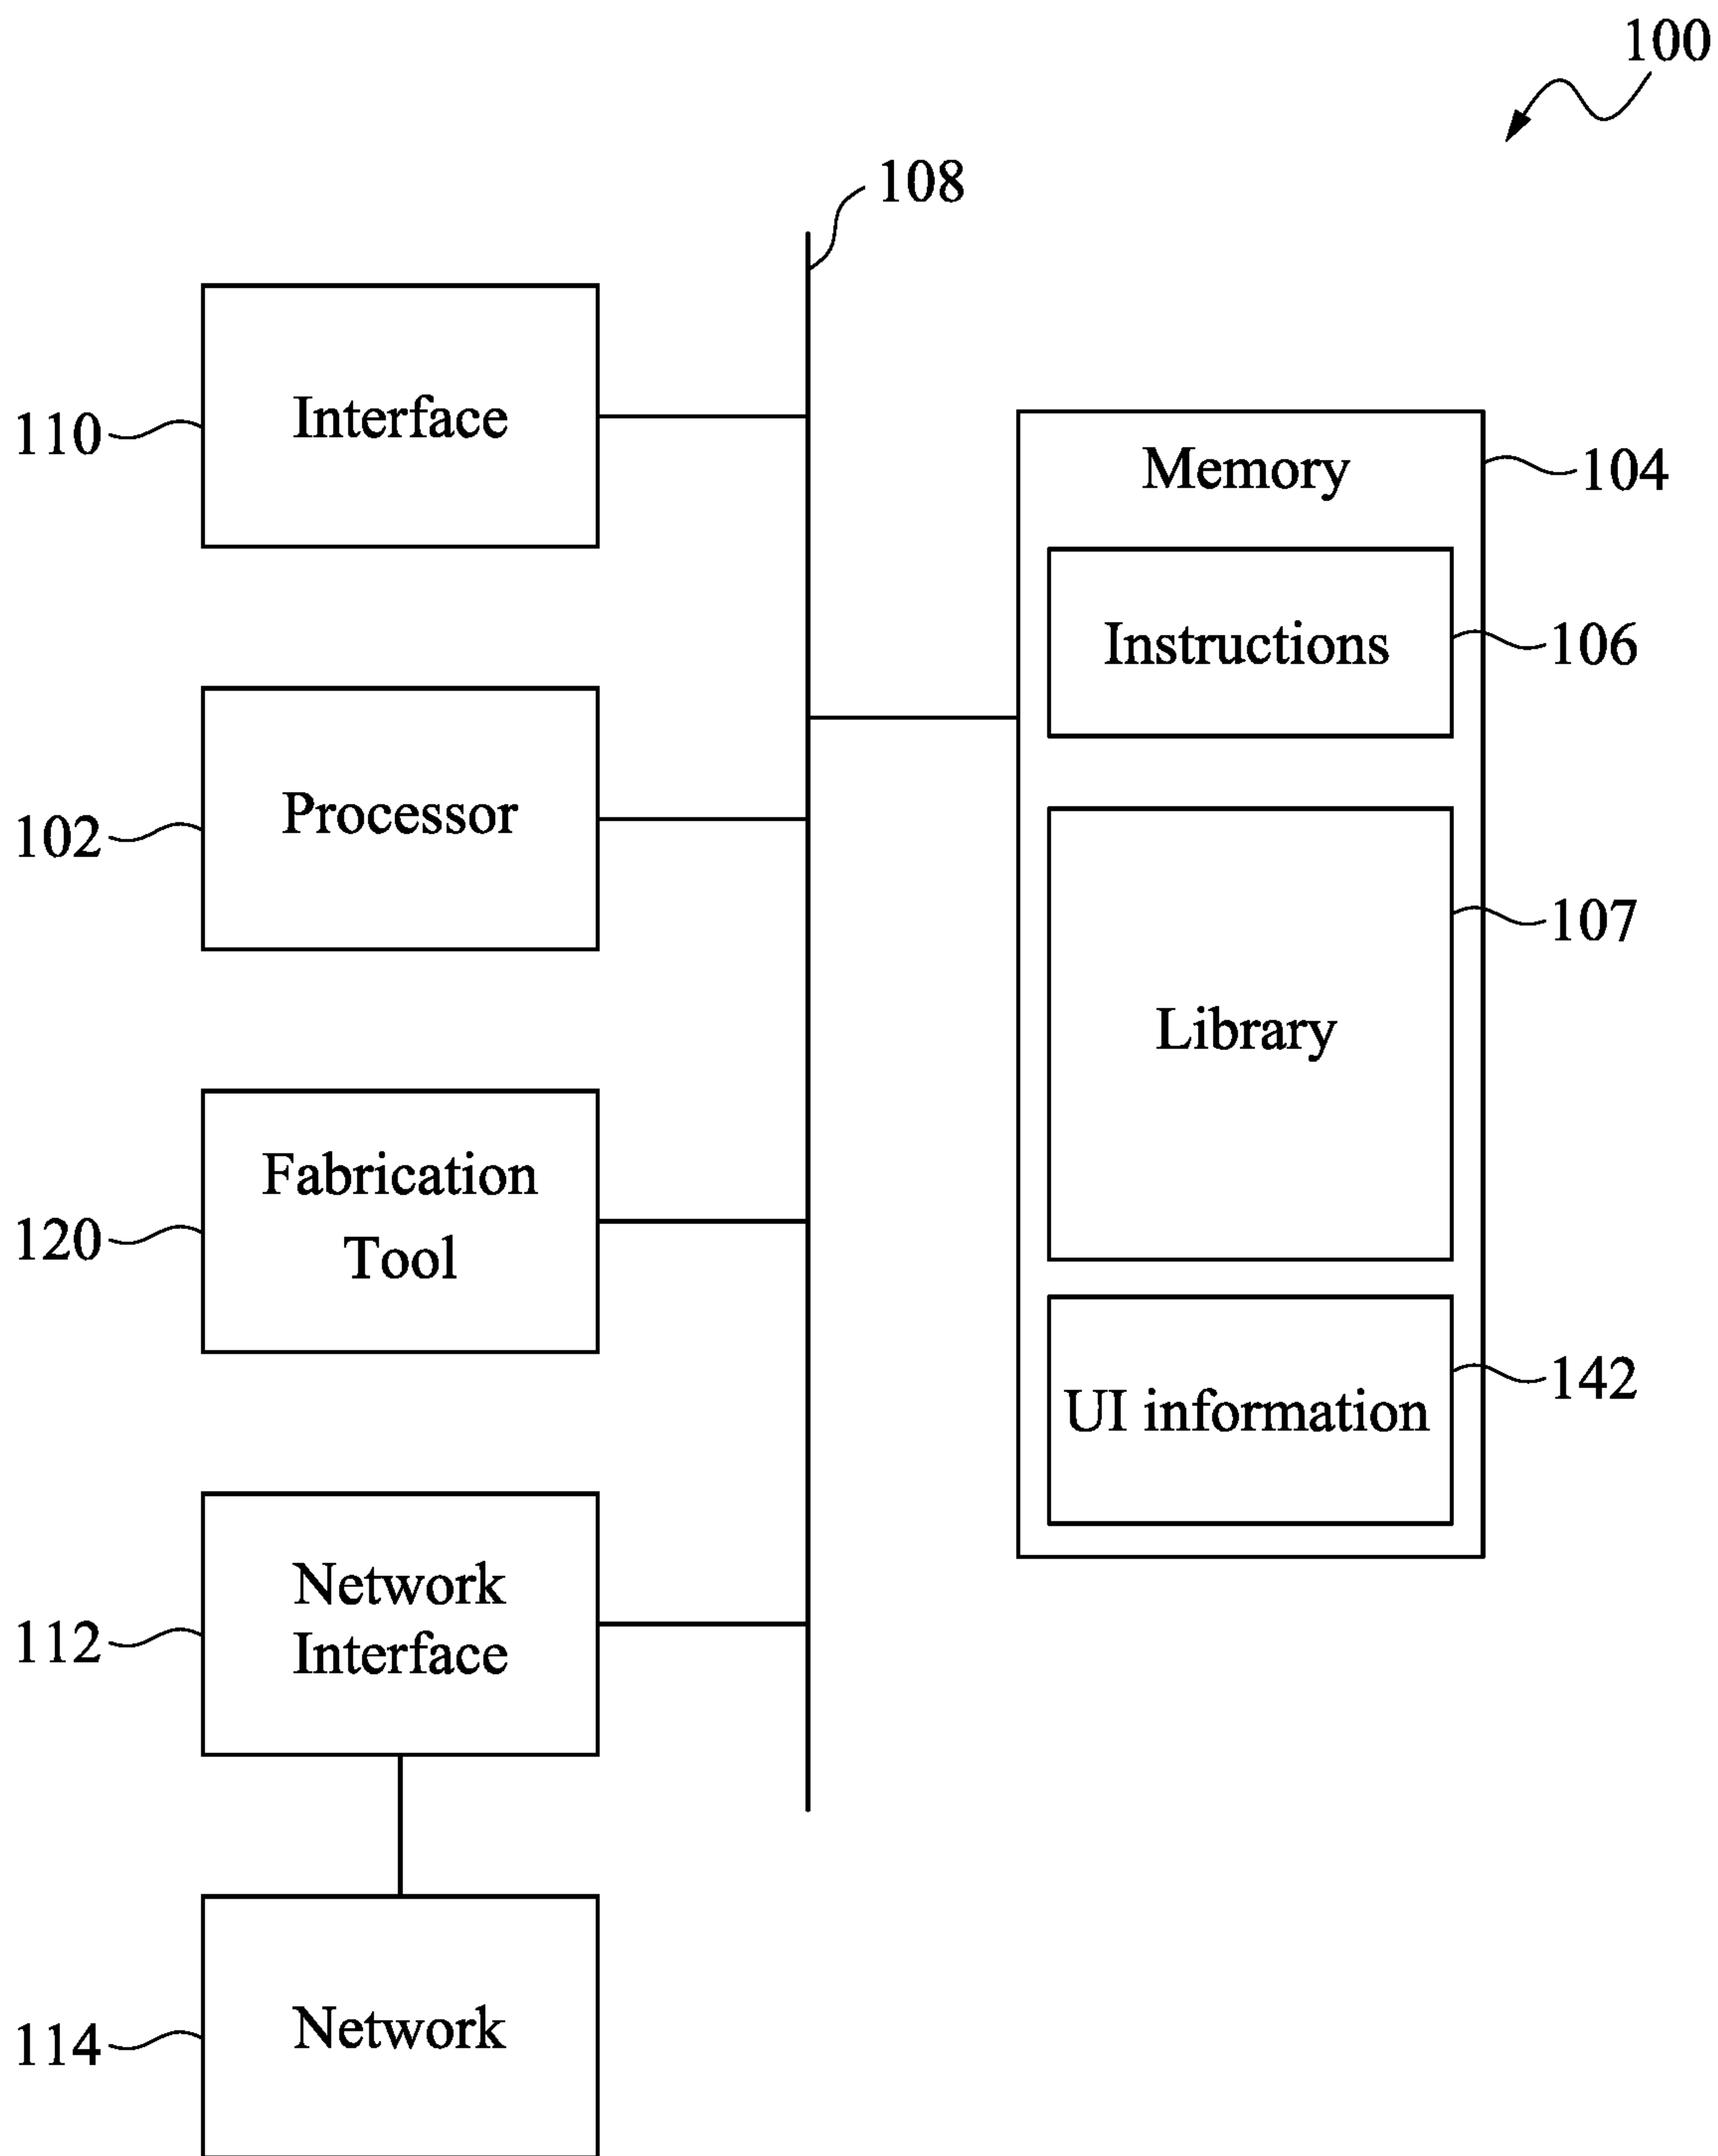 100
108
110
Interface
Memory
104
Instructions
106
102
Processor
107
Library
120
Fabrication
Tool
142
UI information
112
Network
Interface
114
Network